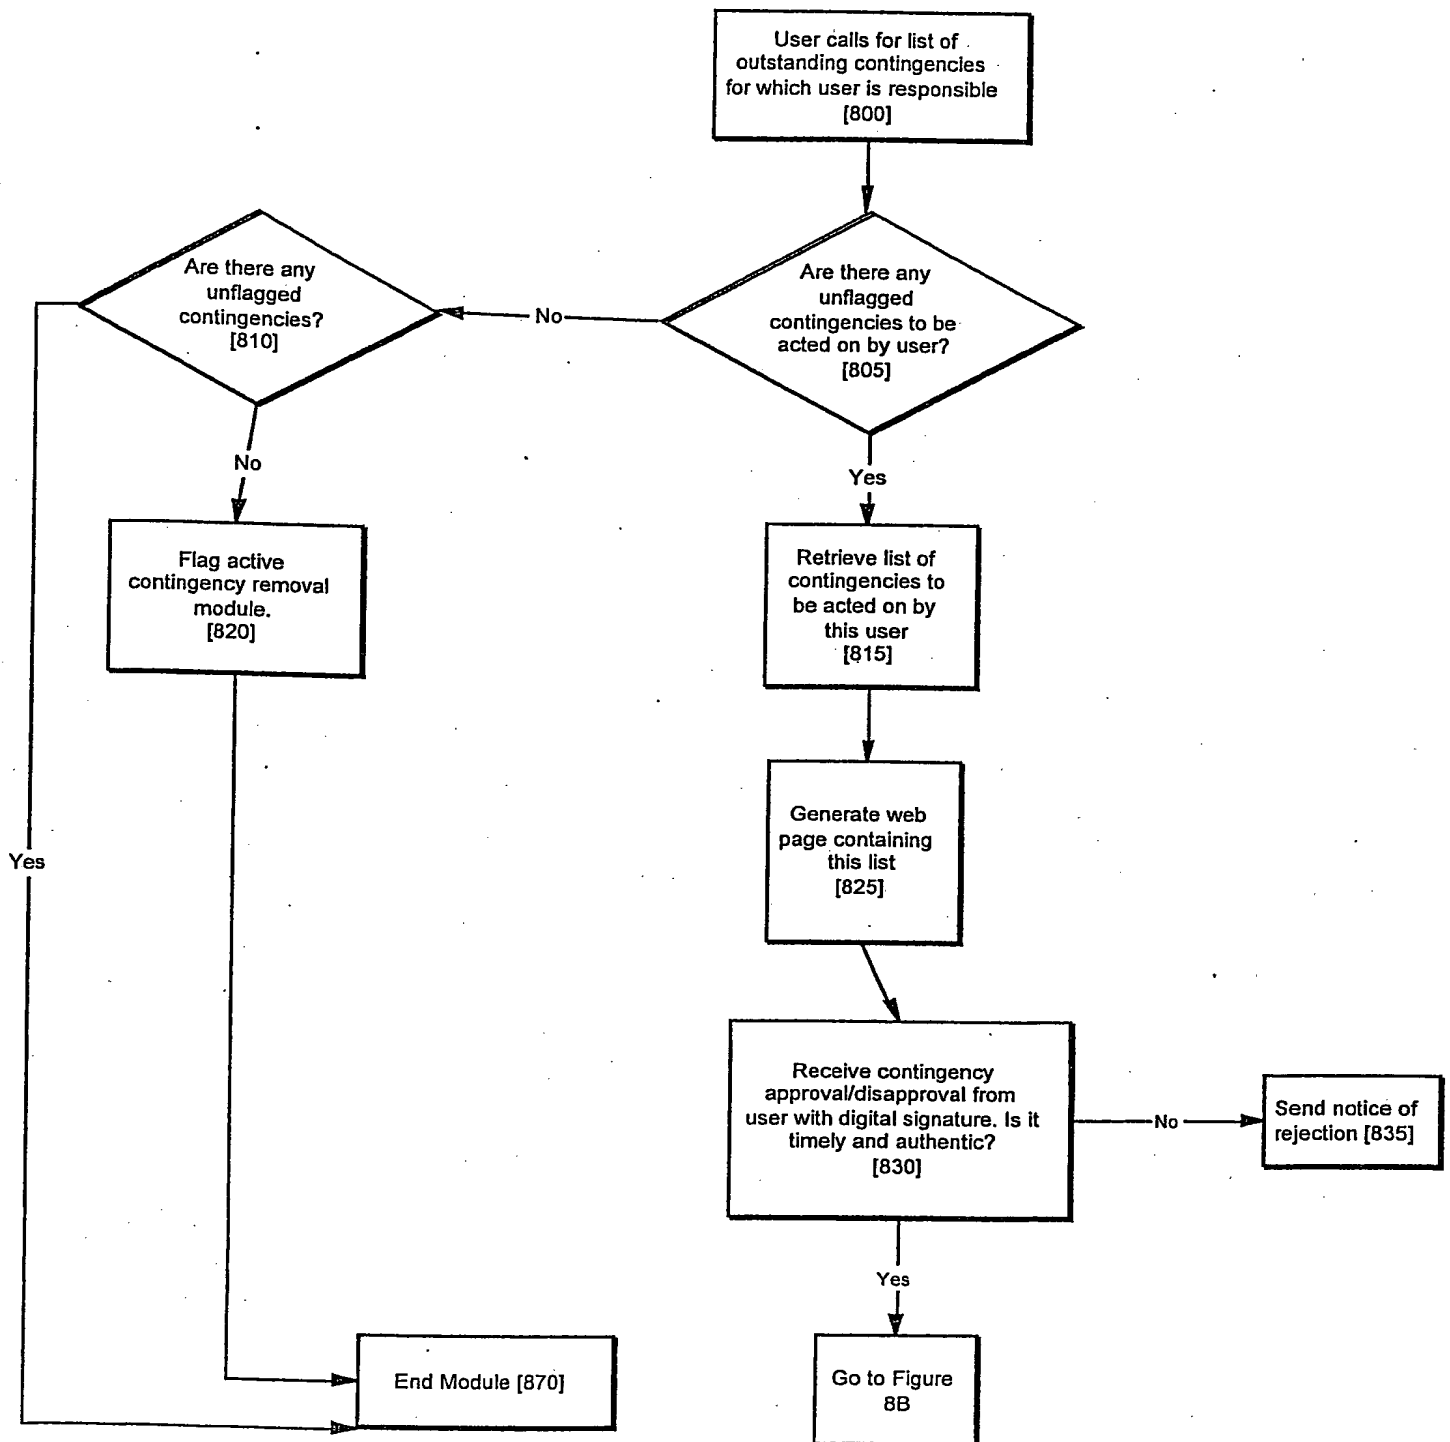 User calls for list of
outstanding contingencies
for which user is responsible
[800]
Are there any
unflagged
contingencies?
[810]
No
Are there any
unflagged
contingencies to be
acted on by user?
[805]
No
Yes
Flag active
contingency removal
module.
[820]
Retrieve list of
contingencies to
be acted on by
this user
[815]
Generate web
page containing
this list
[825]
Yes
Receive contingency
approval/disapproval from
user with digital signature. Is it
timely and authentic?
[830]
No
Send notice of
rejection [835]
Yes
End Module [870]
Go to Figure
8B